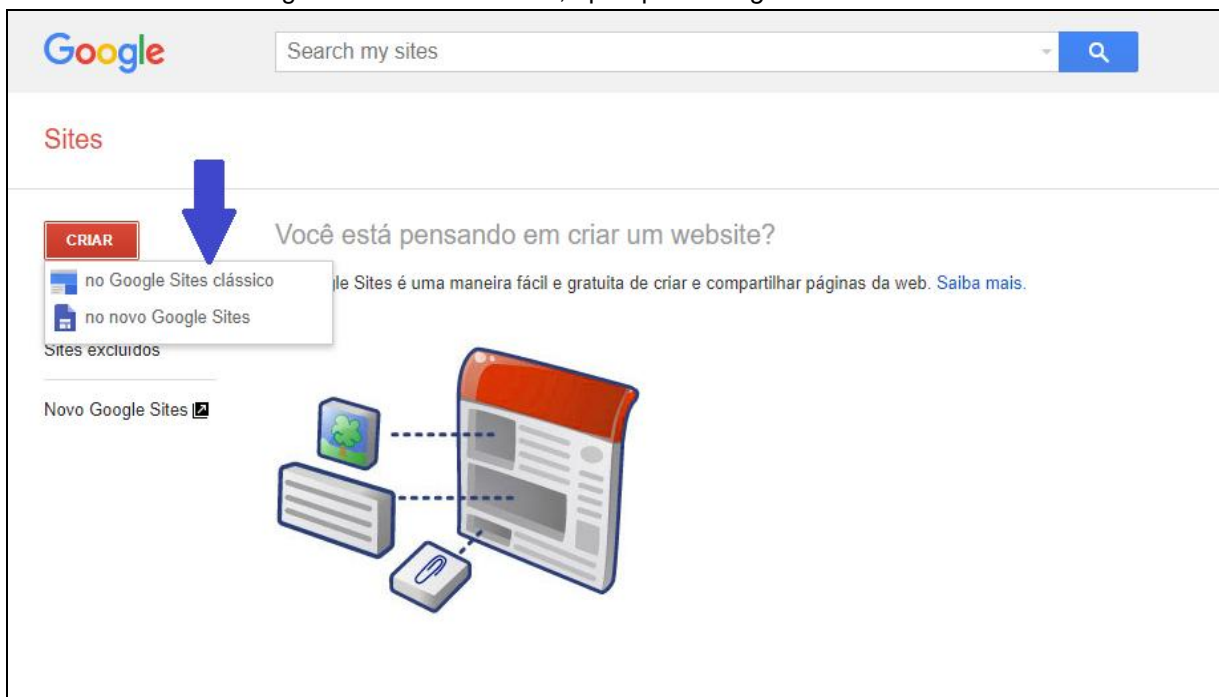 Google
Search my sites
Sites
CRIAR
Você está pensando em criar um website?
no Google Sites clássico
le Sites é uma maneira fácil e gratuita de criar e compartilhar páginas da web. Saiba mais.
no novo Google Sites
Sites excluídos
Novo Google Sites